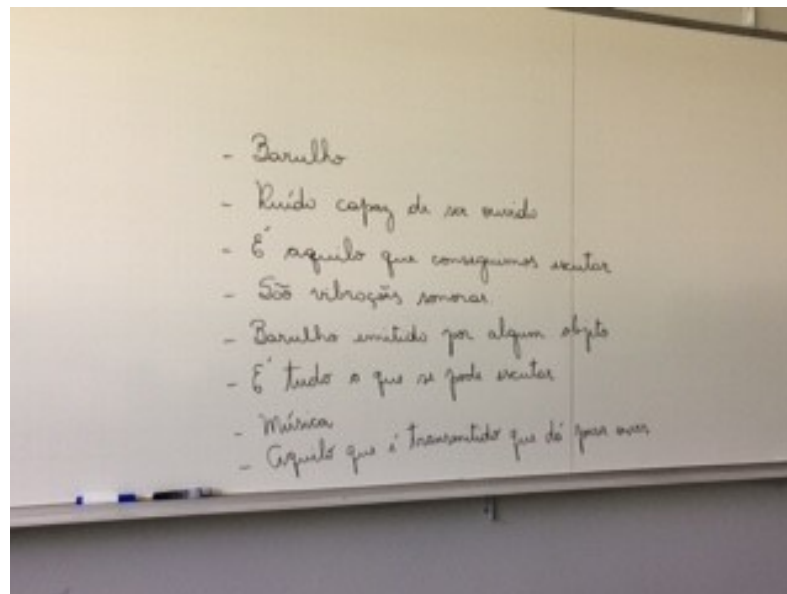 - Barulho
- Ruído capaz de ser ouvido
- É aquilo que conseguimos escutar
- São vibrações sonoras
- Barulho emitido por algum objeto
- É tudo o que se pode escutar
- Música
- Aquilo que é transmitido que dá para ouvir